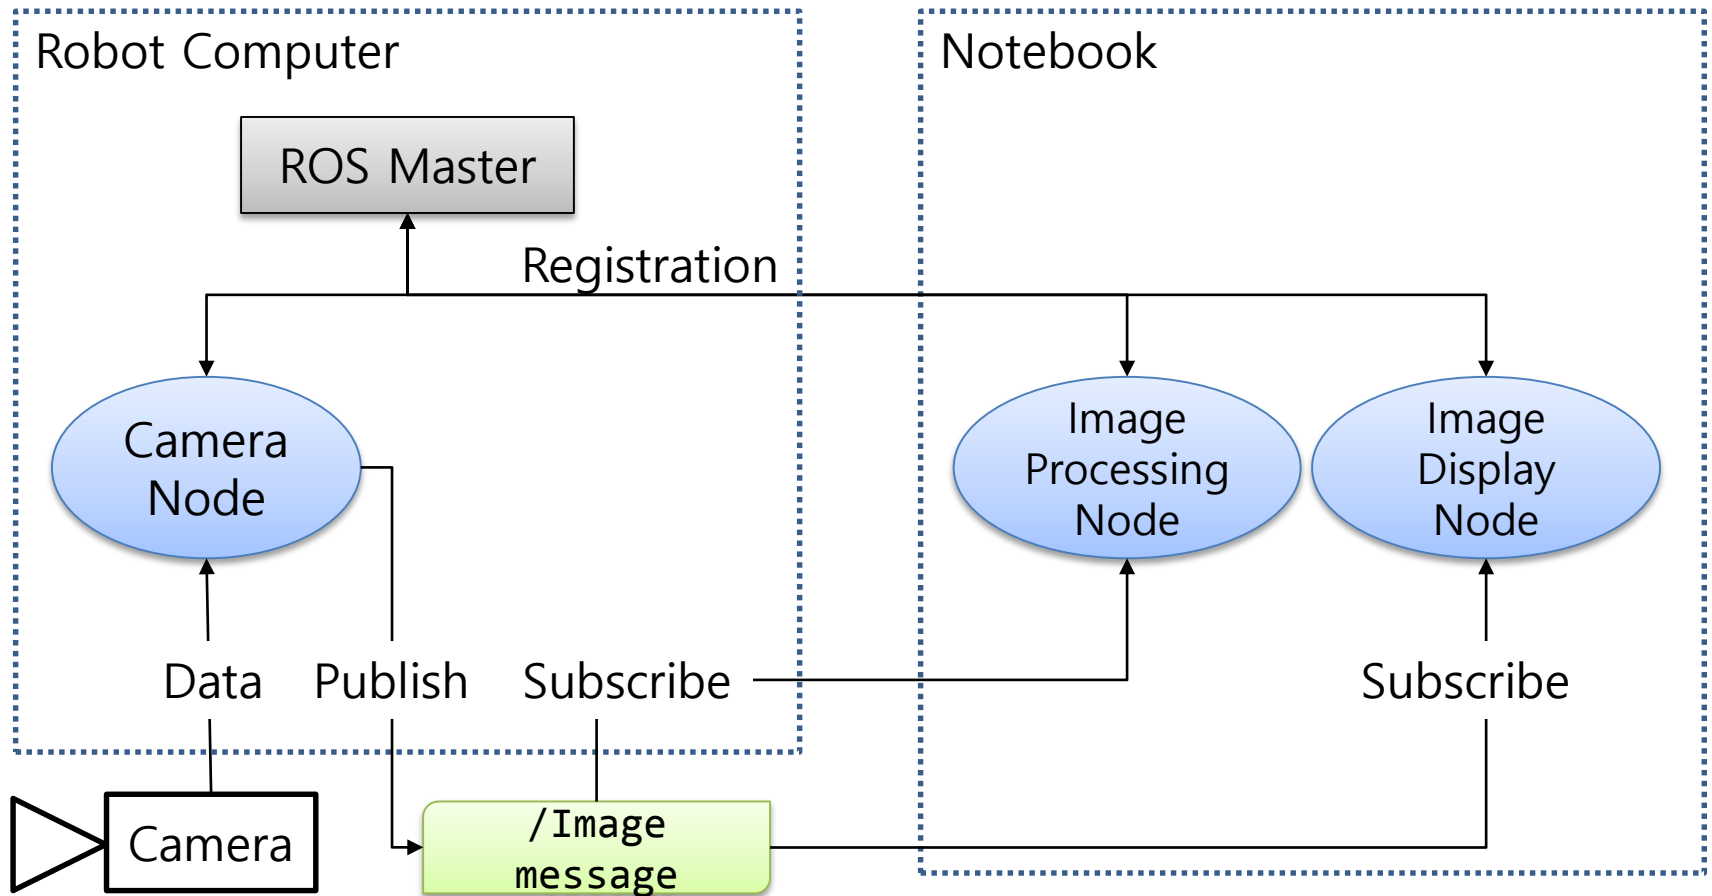 Robot Computer
Notebook
ROS Master
Registration
Camera
Node
Image
Processing
Node
Image
Display
Node
Data
Publish
Subscribe
Subscribe
Camera
/Image
message